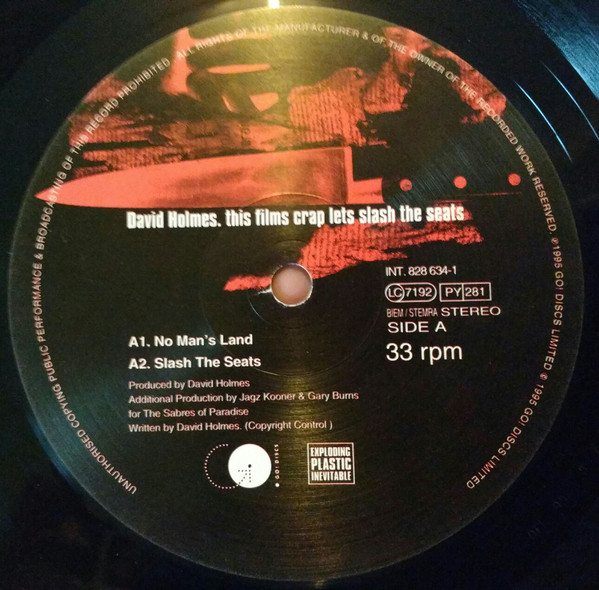 UNAUTHORISED COPYING PUBLIC PERFORMANCE & BROADCASTING OF THIS RECORD PROHIBITED. ALL RIGHTS OF THE MANUFACTURER & OF THE OWNER OF THE RECORDED WORK RESERVED. ℗ 1995 GO! DISCS LIMITED © 1995 GO! DISCS LIMITED
David Holmes. this films crap lets slash the seats
INT. 828 634-1
LC 7192 PY 281
BIEM / STEMRA STEREO
SIDE A
33 rpm
A1. No Man's Land
A2. Slash The Seats
Produced by David Holmes
Additional Production by Jagz Kooner & Gary Burns
for The Sabres of Paradise
Written by David Holmes. (Copyright Control )
GO! DISCS
EXPLODING
PLASTIC
INEVITABLE